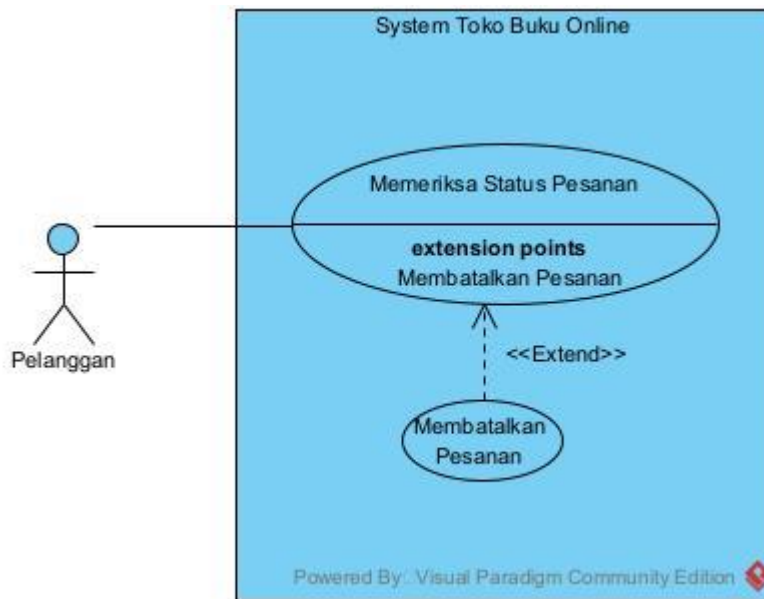 System Toko Buku Online
Memeriksa Status Pesanan
extension points
Membatalkan Pesanan
Pelanggan
<<Extend>>
Membatalkan
Pesanan
Powered By: Visual Paradigm Community Edition